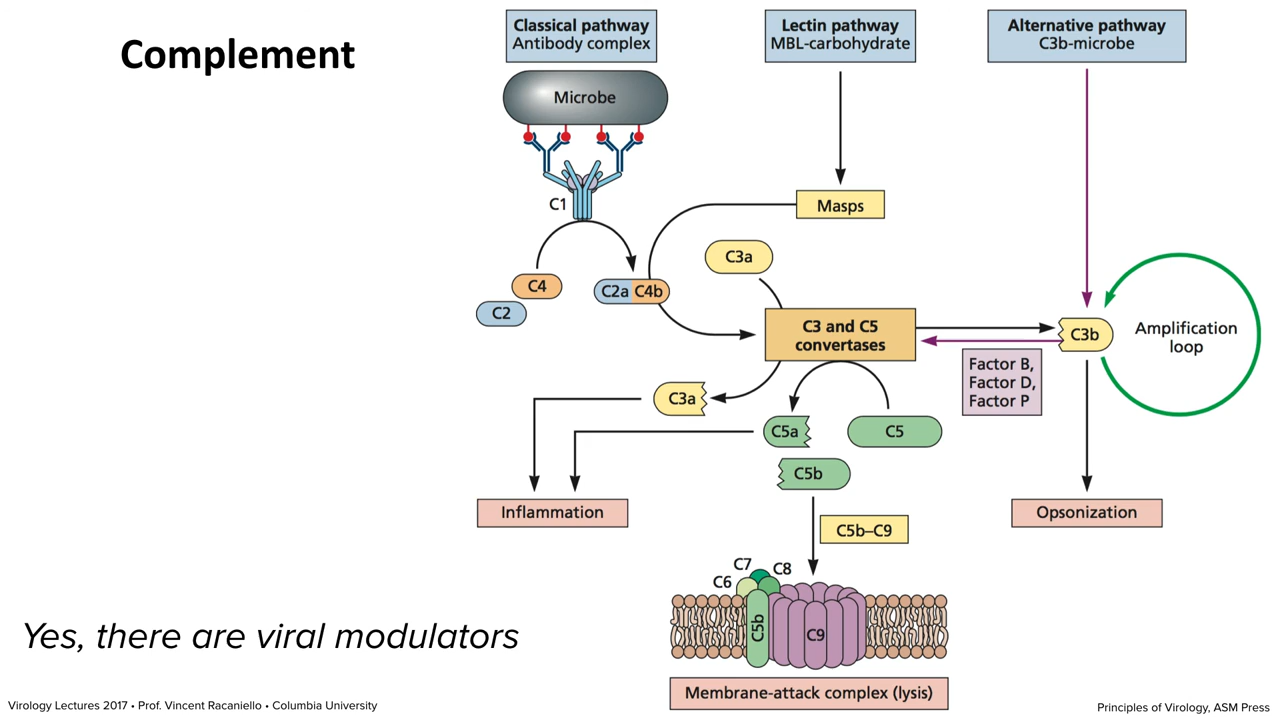 Complement
Classical pathway
Antibody complex
Lectin pathway
MBL-carbohydrate
Alternative pathway
C3b-microbe
Microbe
C1
Masps
C3a
C4
C2a C4b
C2
C3 and C5
convertases
C3b
Amplification
loop
Factor B,
Factor D,
Factor P
C3a
C5a
C5
C5b
Inflammation
Opsonization
C5b–C9
C7
C8
C6
C5b
C9
Yes, there are viral modulators
Membrane-attack complex (lysis)
Virology Lectures 2017 • Prof. Vincent Racaniello • Columbia University
Principles of Virology, ASM Press